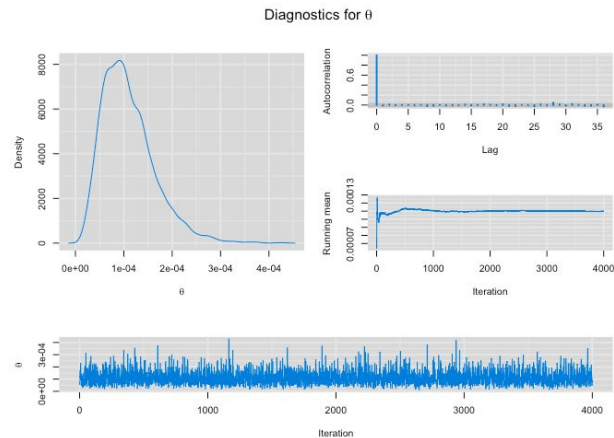 Diagnostics for θ
Density
0 2000 4000 6000 8000
0e+00 1e-04 2e-04 3e-04 4e-04
θ
Autocorrelation
0.0 0.6
0 5 10 15 20 25 30 35
Lag
Running mean
0.00007 0.00013
0 1000 2000 3000 4000
Iteration
θ
0e+00 3e-04
0 1000 2000 3000 4000
Iteration